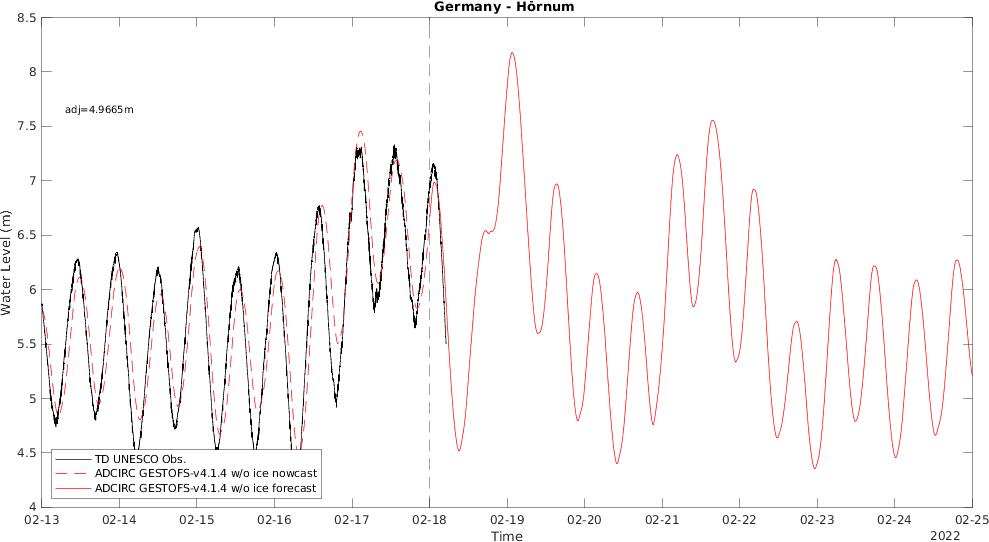 Germany - Hörnum
8.5
8
7.5
7
6.5
6
5.5
5
4.5
4
Water Level (m)
adj=4.9665m
TD UNESCO Obs.
ADCIRC GESTOFS-v4.1.4 w/o ice nowcast
ADCIRC GESTOFS-v4.1.4 w/o ice forecast
02-13 02-14 02-15 02-16 02-17 02-18 02-19 02-20 02-21 02-22 02-23 02-24 02-25
Time
2022